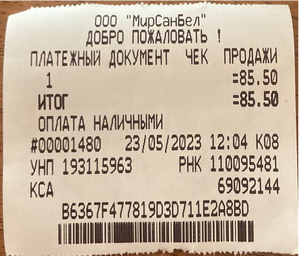 ООО "МирСанБел"
ДОБРО ПОЖАЛОВАТЬ !
ПЛАТЕЖНЫЙ ДОКУМЕНТ ЧЕК ПРОДАЖИ
1 =85.50
ИТОГ =85.50
ОПЛАТА НАЛИЧНЫМИ
#00001480 23/05/2023 12:04 К08
УНП 193115963 РНК 110095481
КСА 69092144
B6367F477819D3D711E2A8BD